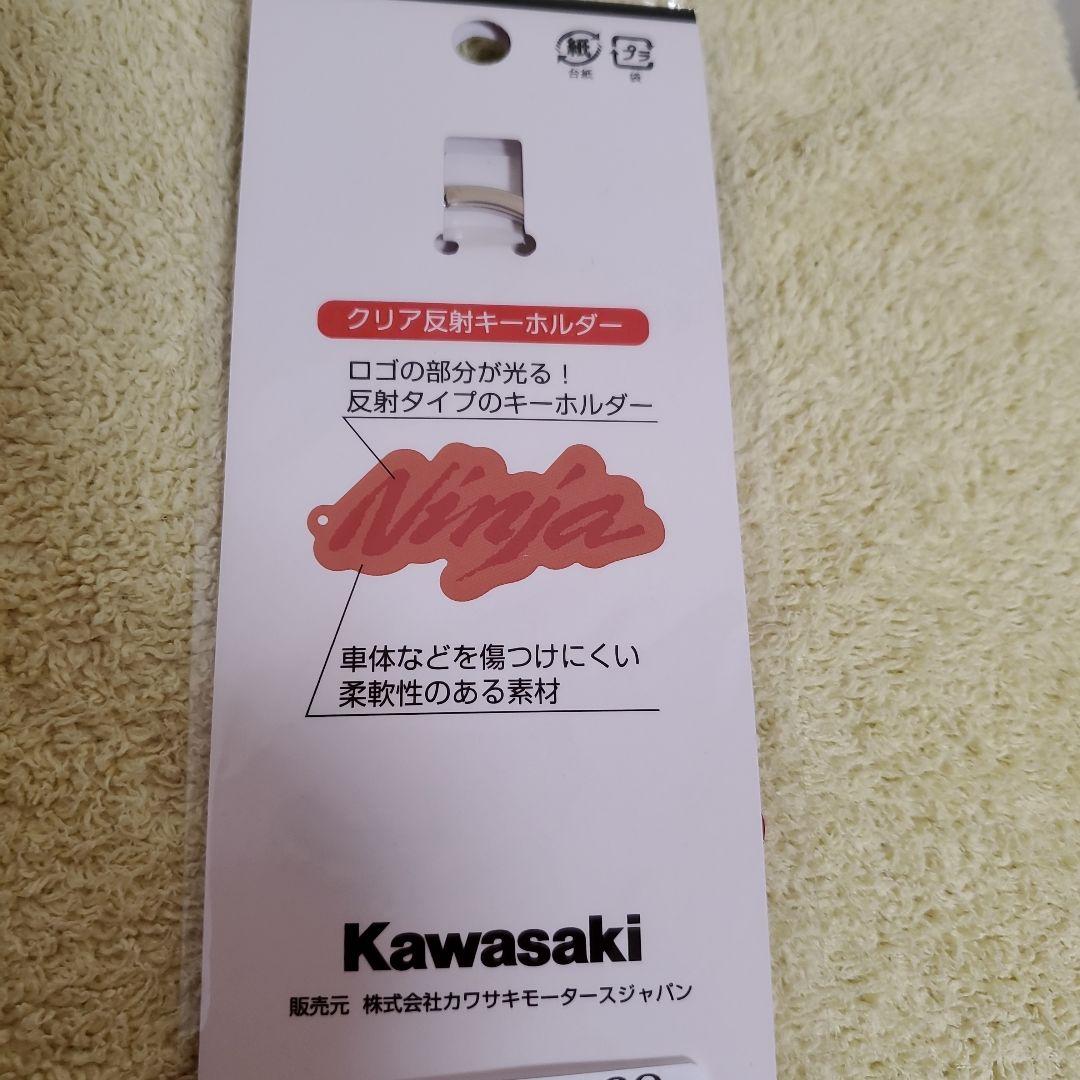 紙
プラ
台紙
袋
クリア反射キーホルダー
ロゴの部分が光る！
反射タイプのキーホルダー
Ninja
車体などを傷つけにくい
柔軟性のある素材
Kawasaki
販売元 株式会社カワサキモータースジャパン